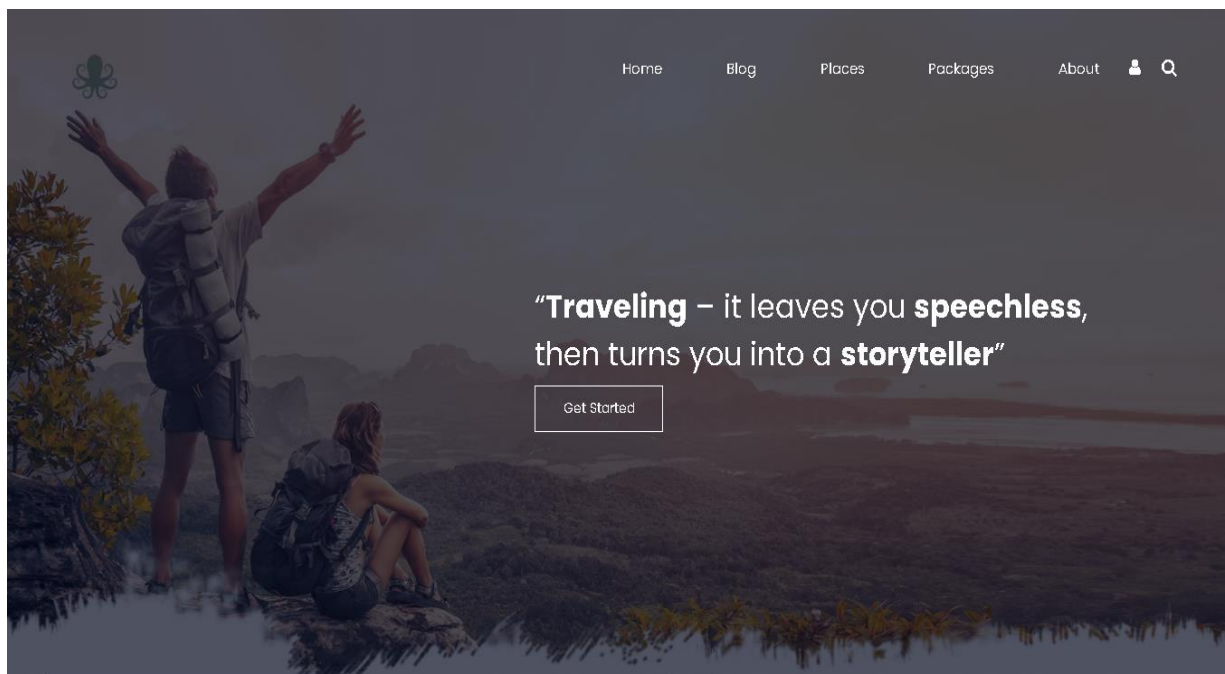 Home Blog Places Packages About
“Traveling – it leaves you speechless,
then turns you into a storyteller”
Get Started